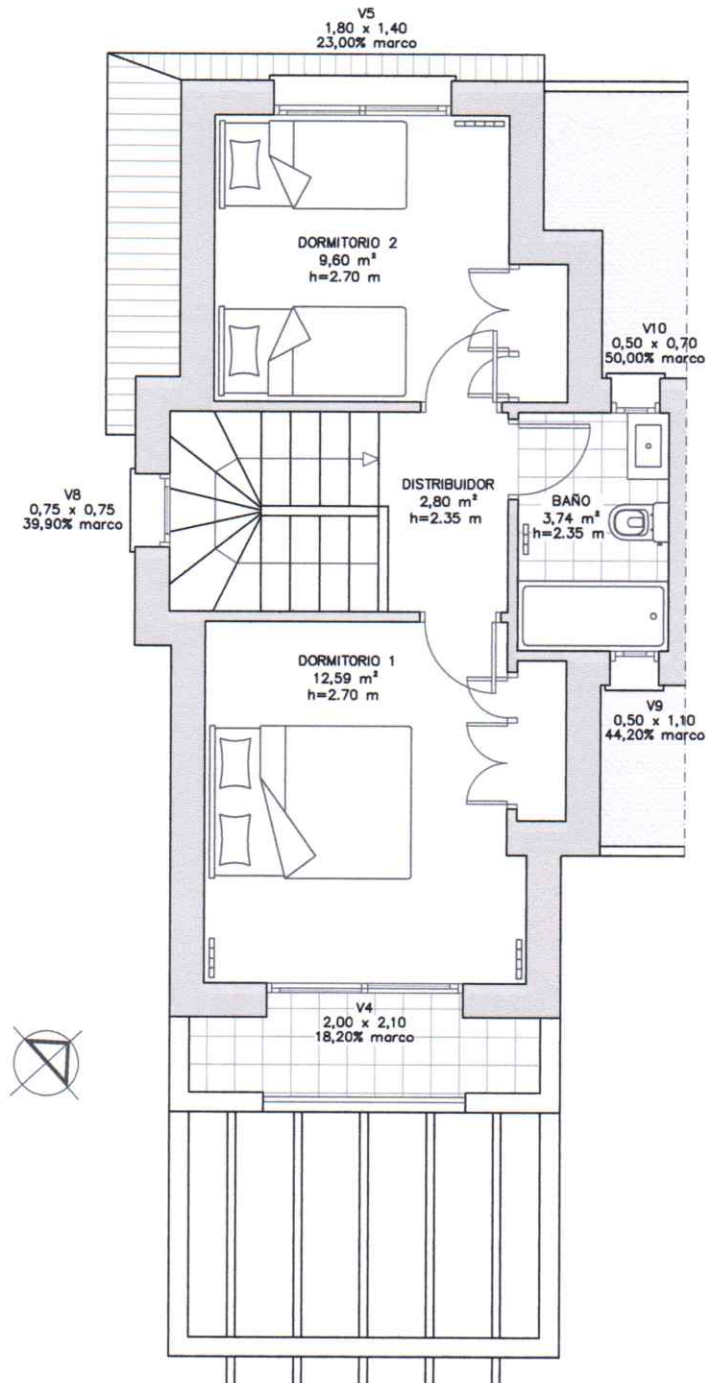 V5
1,80 x 1,40
23,00% marco
DORMITORIO 2
9,60 m²
h=2.70 m
V10
0,50 x 0,70
50,00% marco
V8
0,75 x 0,75
39,90% marco
DISTRIBUIDOR
2,80 m²
h=2.35 m
BAÑO
3,74 m²
h=2.35 m
DORMITORIO 1
12,59 m²
h=2.70 m
V9
0,50 x 1,10
44,20% marco
V4
2,00 x 2,10
18,20% marco